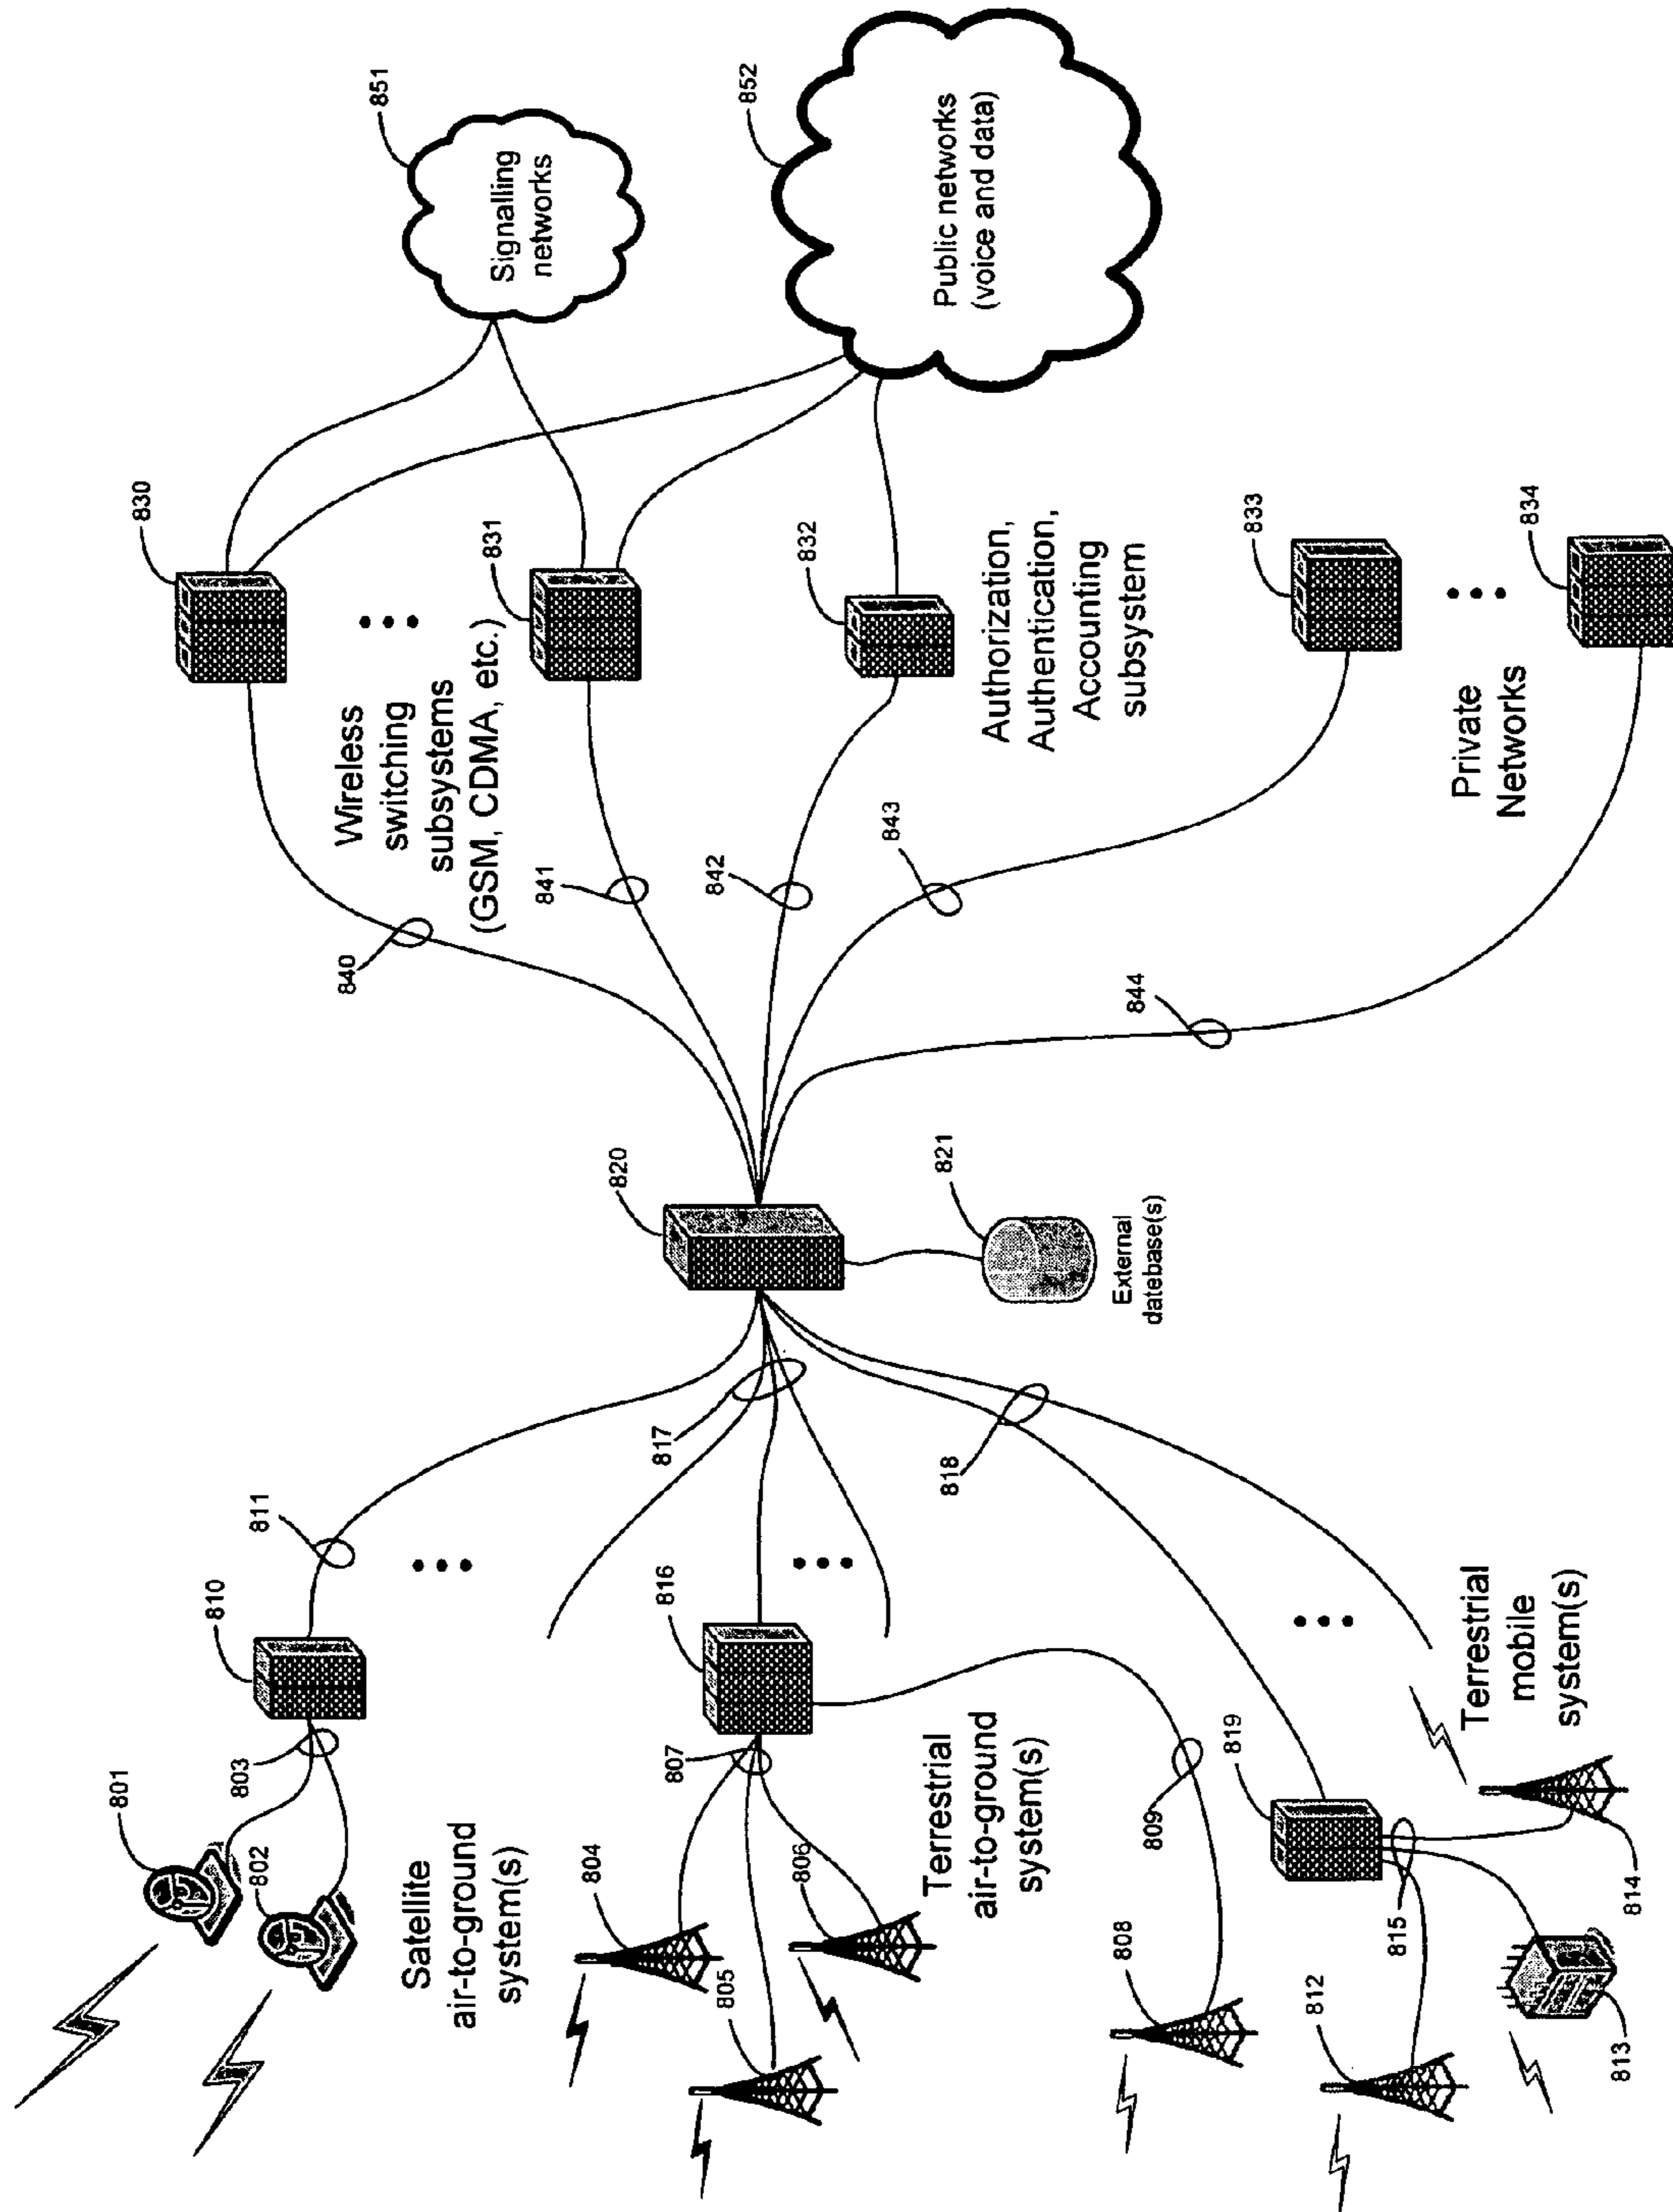 801
802
803
810
811
Satellite
air-to-ground
system(s)
804
805
806
807
816
817
Terrestrial
air-to-ground
system(s)
808
809
812
813
814
815
819
818
Terrestrial
mobile
system(s)
820
821
External
datebase(s)
840
841
842
843
844
830
Wireless
switching
subsystems
(GSM, CDMA, etc.)
831
832
Authorization,
Authentication,
Accounting
subsystem
833
Private
Networks
834
851
Signalling
networks
852
Public networks
(voice and data)